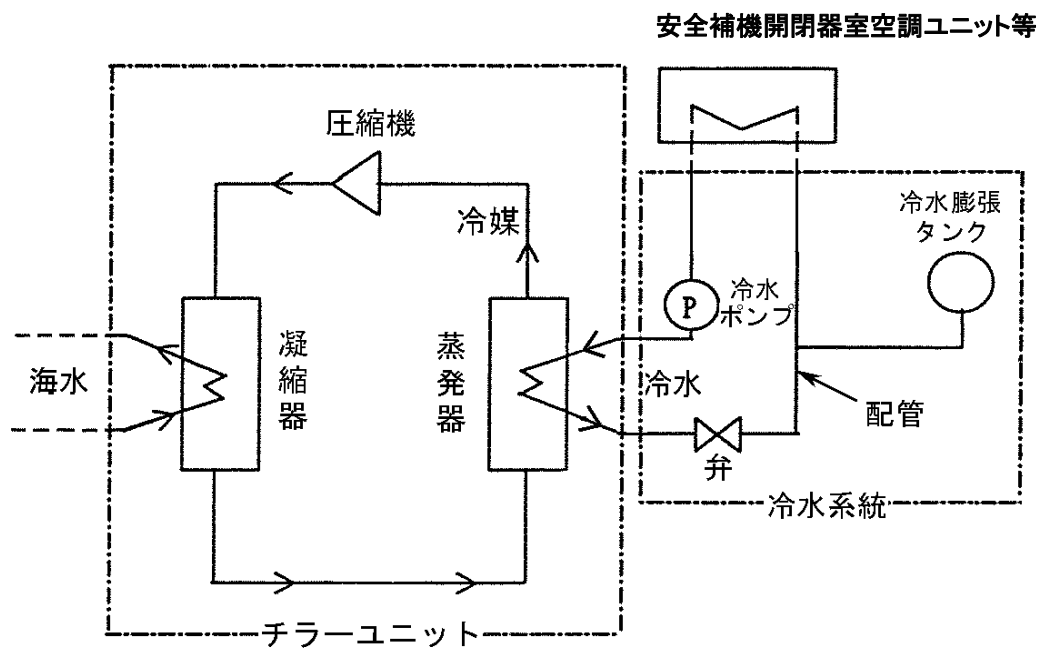 安全補機開閉器室空調ユニット等
圧縮機
冷媒
冷水膨張
タンク
P
冷水
ポンプ
凝縮器
蒸発器
海水
冷水
配管
弁
冷水系統
チラーユニット